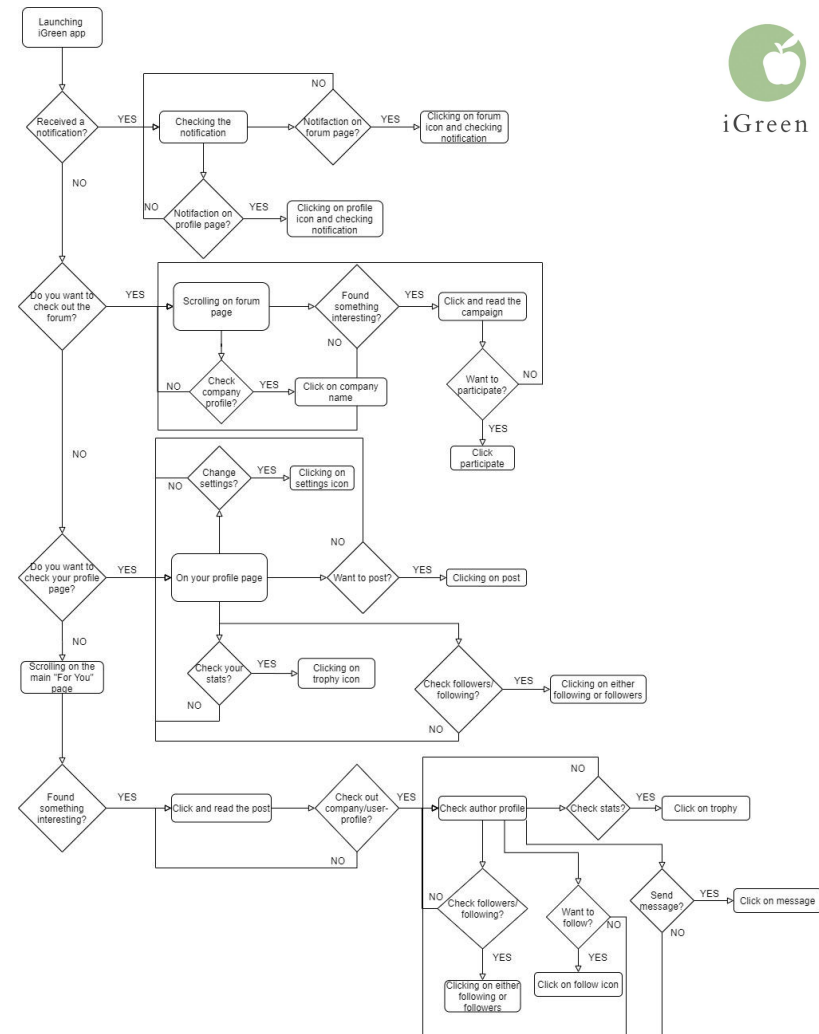 Launching
iGreen app
iGreen
NO
Received a
notification?
YES
Checking the
notification
Notifaction on
forum page?
YES
Clicking on forum
icon and checking
notification
NO
NO
Notifaction on
profile page?
YES
Clicking on profile
icon and checking
notification
Do you want to
check out the
forum?
YES
Scrolling on forum
page
Found
something
interesting?
YES
Click and read the
campaign
NO
NO
Check
company
profile?
YES
Click on company
name
Want to
participate?
NO
YES
Click
participate
NO
NO
Change
settings?
YES
Clicking on
settings icon
NO
Do you want to
check your profile
page?
YES
On your profile page
Want to post?
YES
Clicking on post
NO
Scrolling on the
main "For You"
page
Check your
stats?
YES
Clicking on
trophy icon
NO
Check followers/
following?
YES
Clicking on either
following or followers
NO
Found
something
interesting?
YES
Click and read the post
Check out
company/user-
profile?
YES
NO
Check author profile
NO
Check stats?
YES
Click on trophy
NO
Check followers/
following?
YES
Clicking on either
following or
followers
Want to
follow?
NO
YES
Click on follow icon
Send
message?
YES
Click on message
NO